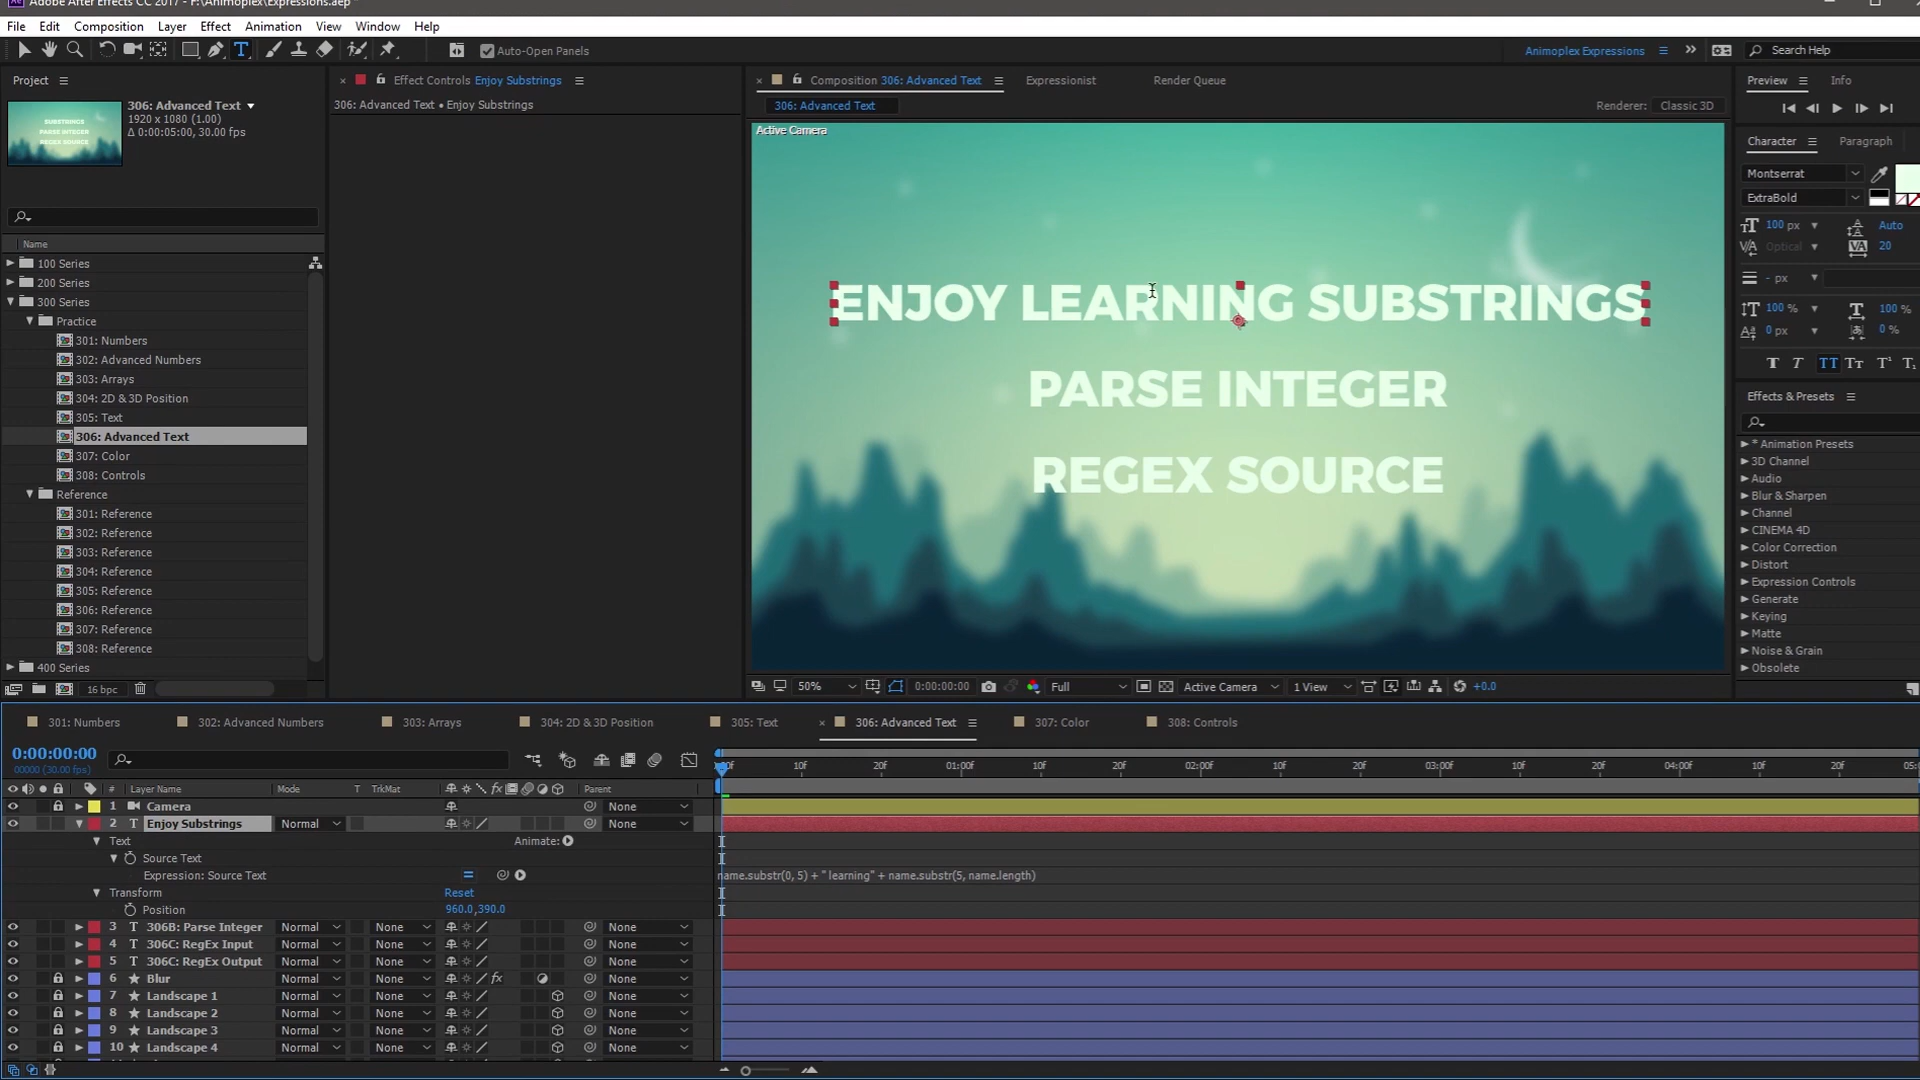 Adobe After Effects CC 2017 - F:\Animoplex\Expressions.aep *
File Edit Composition Layer Effect Animation View Window Help
Auto-Open Panels
Animoplex Expressions
Search Help
Project
306: Advanced Text
1920 x 1080 (1.00)
Δ 0:00:05:00, 30.00 fps
Name
100 Series
200 Series
300 Series
Practice
301: Numbers
302: Advanced Numbers
303: Arrays
304: 2D & 3D Position
305: Text
306: Advanced Text
307: Color
308: Controls
Reference
301: Reference
302: Reference
303: Reference
304: Reference
305: Reference
306: Reference
307: Reference
308: Reference
400 Series
16 bpc
Effect Controls Enjoy Substrings
306: Advanced Text • Enjoy Substrings
Composition 306: Advanced Text
Expressionist
Render Queue
306: Advanced Text
Renderer: Classic 3D
Active Camera
ENJOY LEARNING SUBSTRINGS
PARSE INTEGER
REGEX SOURCE
50% 0:00:00:00 Full Active Camera 1 View +0.0
Preview Info
Character Paragraph
Montserrat
ExtraBold
100 px Auto
Optical 20
- px
100 % 100 %
0 px 0 %
Effects & Presets
* Animation Presets
3D Channel
Audio
Blur & Sharpen
Channel
CINEMA 4D
Color Correction
Distort
Expression Controls
Generate
Keying
Matte
Noise & Grain
Obsolete
301: Numbers 302: Advanced Numbers 303: Arrays 304: 2D & 3D Position 305: Text 306: Advanced Text 307: Color 308: Controls
0:00:00:00
00000 (30.00 fps)
10f 20f 01:00f 10f 20f 02:00f 10f 20f 03:00f 10f 20f 04:00f 10f 20f
# Layer Name Mode T TrkMat Parent
1 Camera None
2 Enjoy Substrings Normal None
Text Animate:
Source Text
Expression: Source Text
name.substr(0, 5) + " learning" + name.substr(5, name.length)
Transform Reset
Position 960.0,390.0
3 306B: Parse Integer Normal None None
4 306C: RegEx Input Normal None None
5 306C: RegEx Output Normal None None
6 Blur Normal None None
7 Landscape 1 Normal None None
8 Landscape 2 Normal None None
9 Landscape 3 Normal None None
10 Landscape 4 Normal None None